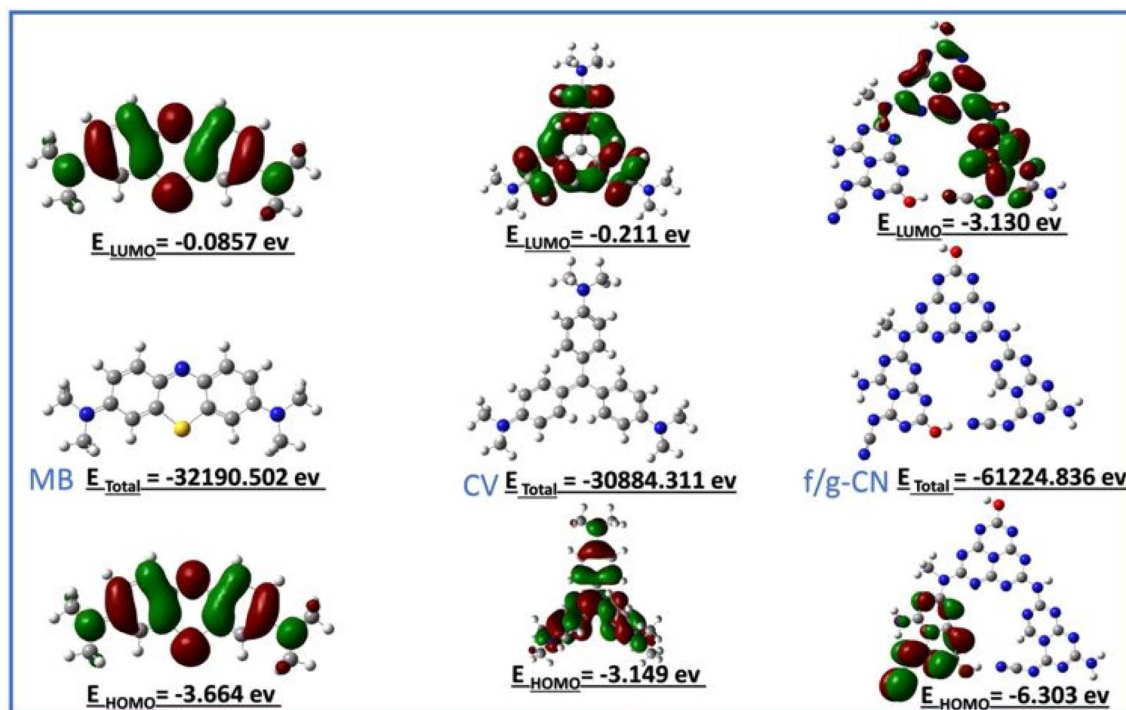 E_LUMO= -0.0857 ev
E_LUMO= -0.211 ev
E_LUMO= -3.130 ev
MB E_Total = -32190.502 ev
CV E_Total = -30884.311 ev
f/g-CN E_Total = -61224.836 ev
E_HOMO= -3.664 ev
E_HOMO= -3.149 ev
E_HOMO= -6.303 ev